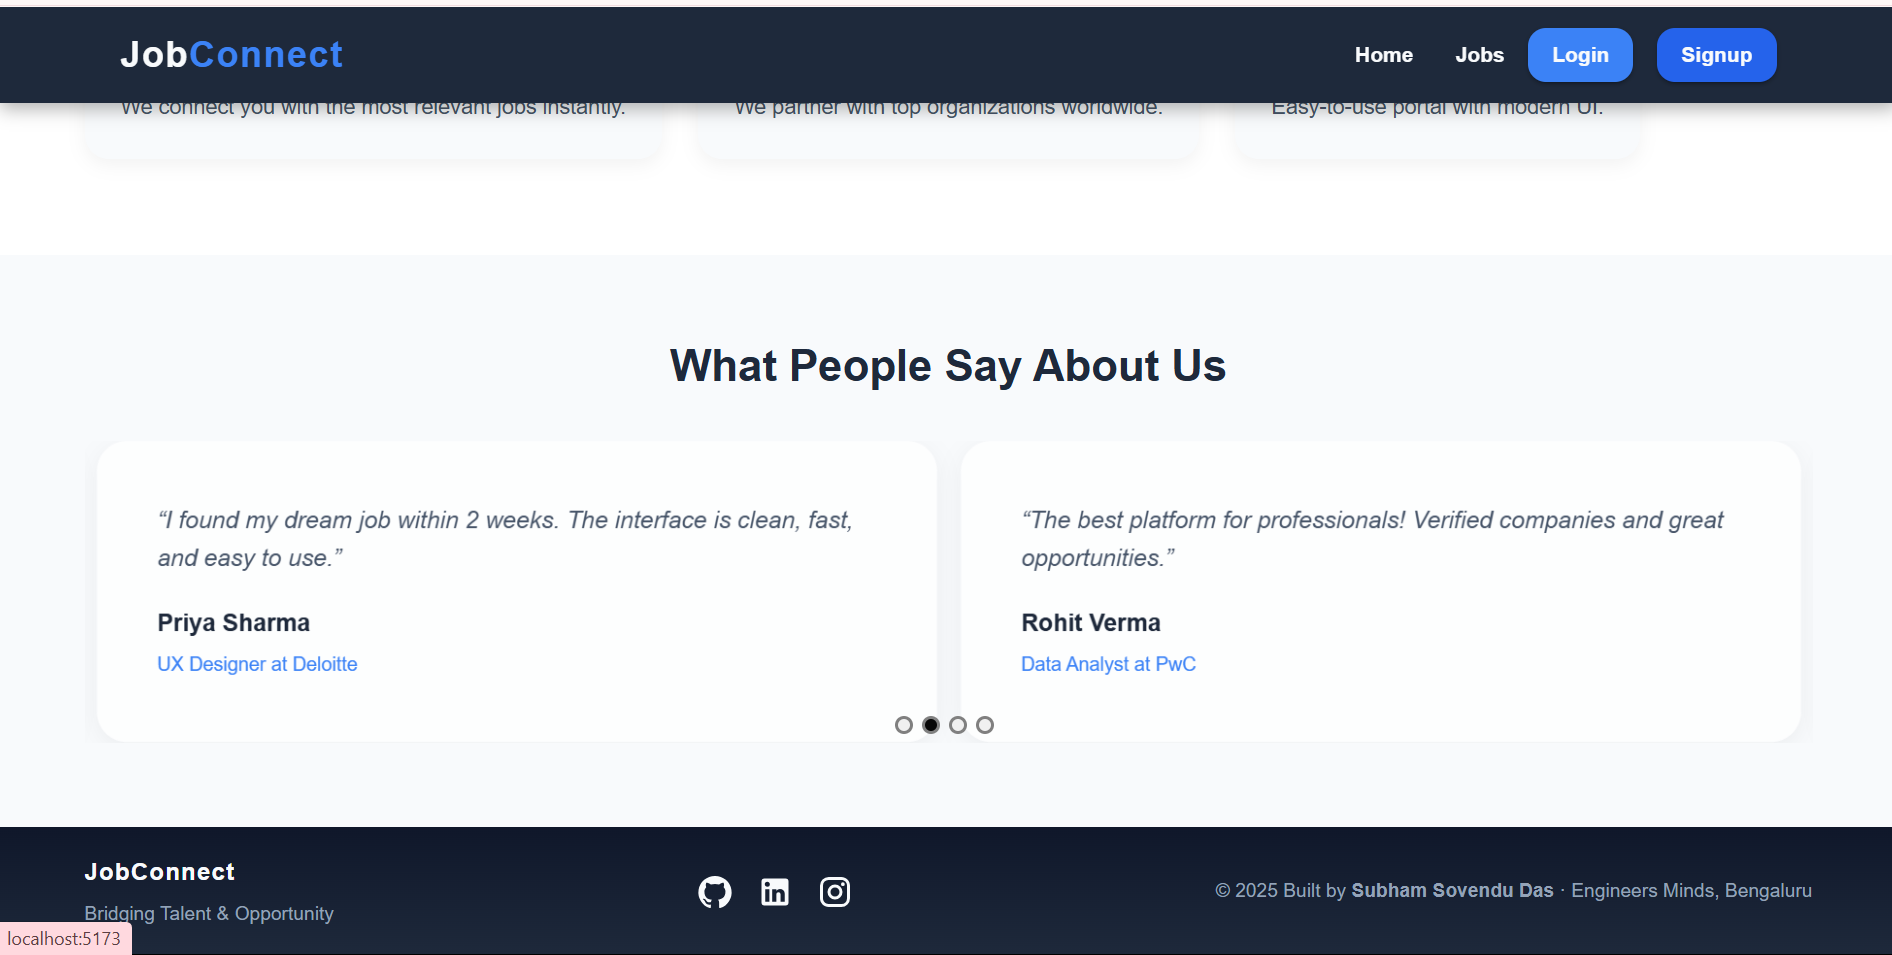 JobConnect
Home Jobs Login Signup
We connect you with the most relevant jobs instantly. We partner with top organizations worldwide. Easy-to-use portal with modern UI.
What People Say About Us
“I found my dream job within 2 weeks. The interface is clean, fast,
and easy to use.”
Priya Sharma
UX Designer at Deloitte
“The best platform for professionals! Verified companies and great
opportunities.”
Rohit Verma
Data Analyst at PwC
JobConnect
Bridging Talent & Opportunity
in
© 2025 Built by Subham Sovendu Das · Engineers Minds, Bengaluru
localhost:5173